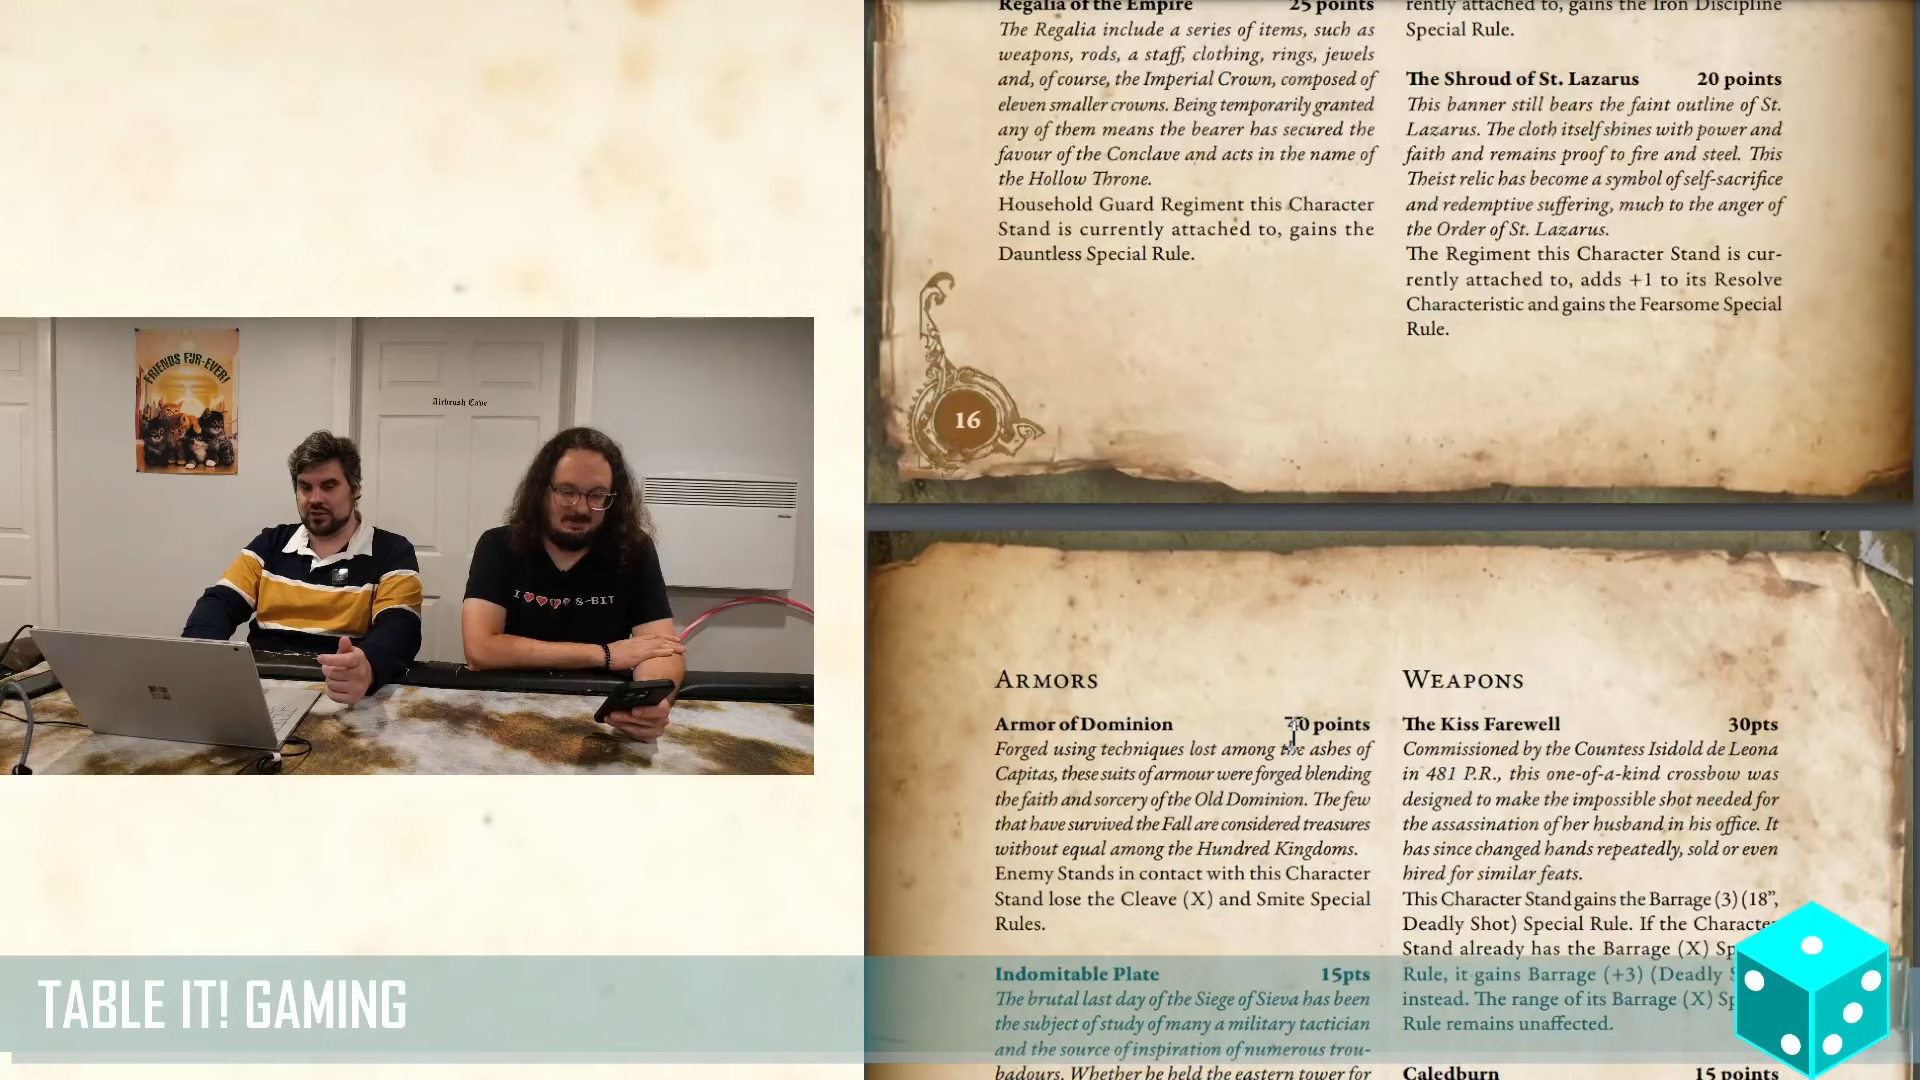 FRIENDS FUR-EVER!
Airbrush Cave
I 8-BIT
TABLE IT! GAMING
Regalia of the Empire 25 points
The Regalia include a series of items, such as
weapons, rods, a staff, clothing, rings, jewels
and, of course, the Imperial Crown, composed of
eleven smaller crowns. Being temporarily granted
any of them means the bearer has secured the
favour of the Conclave and acts in the name of
the Hollow Throne.
Household Guard Regiment this Character
Stand is currently attached to, gains the
Dauntless Special Rule.
16
rently attached to, gains the Iron Discipline
Special Rule.
The Shroud of St. Lazarus 20 points
This banner still bears the faint outline of St.
Lazarus. The cloth itself shines with power and
faith and remains proof to fire and steel. This
Theist relic has become a symbol of self-sacrifice
and redemptive suffering, much to the anger of
the Order of St. Lazarus.
The Regiment this Character Stand is cur-
rently attached to, adds +1 to its Resolve
Characteristic and gains the Fearsome Special
Rule.
ARMORS
Armor of Dominion points
Forged using techniques lost among the ashes of
Capitas, these suits of armour were forged blending
the faith and sorcery of the Old Dominion. The few
that have survived the Fall are considered treasures
without equal among the Hundred Kingdoms.
Enemy Stands in contact with this Character
Stand lose the Cleave (X) and Smite Special
Rules.
Indomitable Plate 15pts
The brutal last day of the Siege of Sieva has been
the subject of study of many a military tactician
and the source of inspiration of numerous trou-
badours. Whether he held the eastern tower for
WEAPONS
The Kiss Farewell 30pts
Commissioned by the Countess Isidold de Leona
in 481 P.R., this one-of-a-kind crossbow was
designed to make the impossible shot needed for
the assassination of her husband in his office. It
has since changed hands repeatedly, sold or even
hired for similar feats.
This Character Stand gains the Barrage (3) (18”,
Deadly Shot) Special Rule. If the Character
Stand already has the Barrage (X)
Rule, it gains Barrage (+3) (Deadly
instead. The range of its Barrage (X)
Rule remains unaffected.
Caledburn 15 points